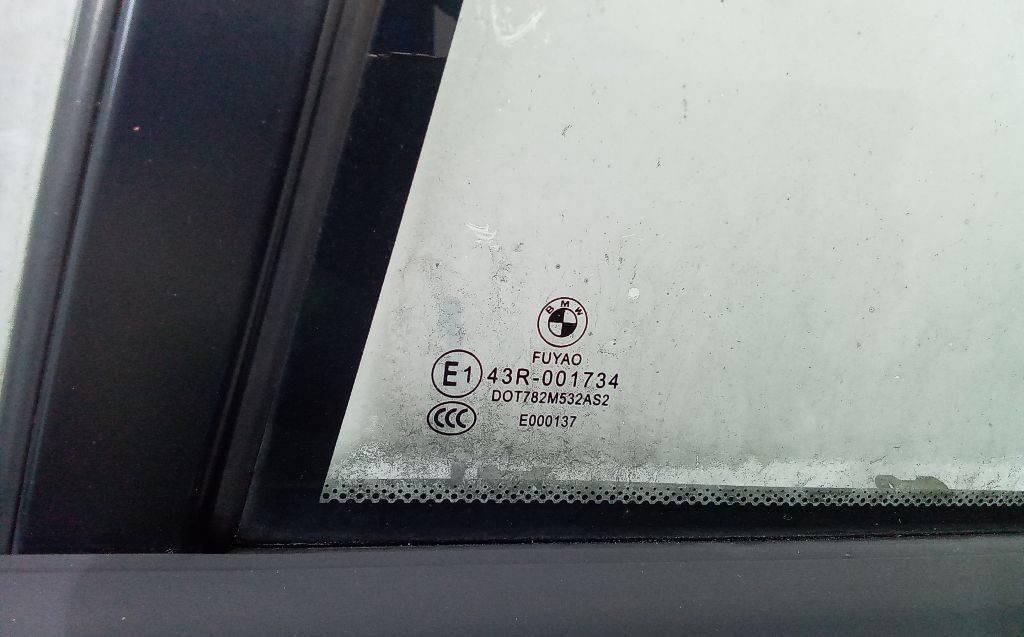 BMW
FUYAO
E1 43R-001734
DOT782M532AS2
CCC E000137